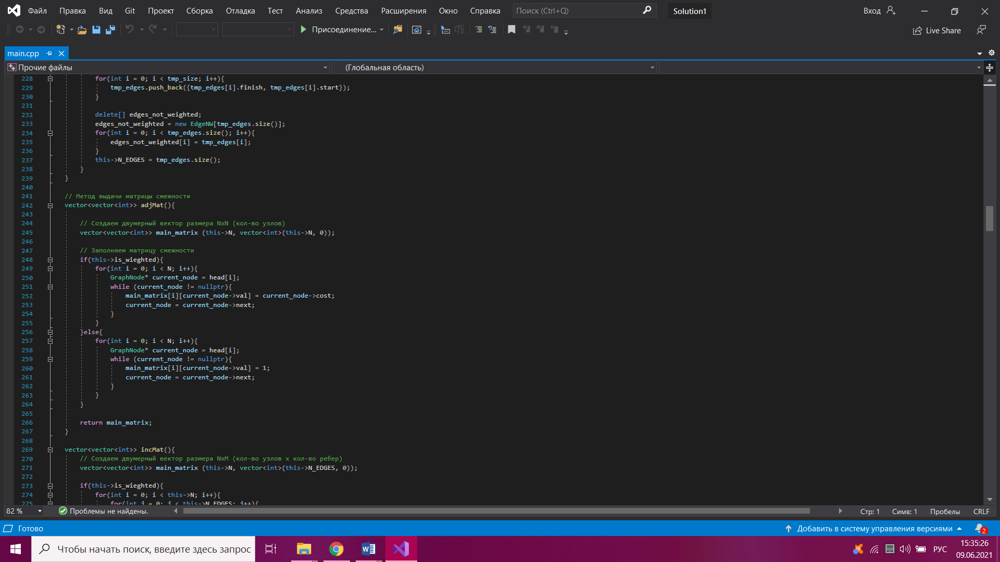 Файл Правка Вид Git Проект Сборка Отладка Тест Анализ Средства Расширения Окно Справка Поиск (Ctrl+Q) Solution1 Вход
Присоединение... Live Share
main.cpp
Прочие файлы (Глобальная область)
228 for(int i = 0; i < tmp_size; i++){
229 tmp_edges.push_back({tmp_edges[i].finish, tmp_edges[i].start});
230 }
231
232 delete[] edges_not_weighted;
233 edges_not_weighted = new EdgeNW[tmp_edges.size()];
234 for(int i = 0; i < tmp_edges.size(); i++){
235 edges_not_weighted[i] = tmp_edges[i];
236 }
237 this->N_EDGES = tmp_edges.size();
238 }
239 }
240
241 // Метод выдачи матрицы смежности
242 vector<vector<int>> adjMat(){
243
244 // Создаем двумерный вектор размера NxN (кол-во узлов)
245 vector<vector<int>> main_matrix (this->N, vector<int>(this->N, 0));
246
247 // Заполняем матрицу смежности
248 if(this->is_wieghted){
249 for(int i = 0; i < N; i++){
250 GraphNode* current_node = head[i];
251 while (current_node != nullptr){
252 main_matrix[i][current_node->val] = current_node->cost;
253 current_node = current_node->next;
254 }
255 }
256 }else{
257 for(int i = 0; i < N; i++){
258 GraphNode* current_node = head[i];
259 while (current_node != nullptr){
260 main_matrix[i][current_node->val] = 1;
261 current_node = current_node->next;
262 }
263 }
264 }
265
266 return main_matrix;
267 }
268
269 vector<vector<int>> incMat(){
270 // Создаем двумерный вектор размера NxM (кол-во узлов x кол-во ребер)
271 vector<vector<int>> main_matrix (this->N, vector<int>(this->N_EDGES, 0));
272
273 if(this->is_wieghted){
274 for(int i = 0; i < this->N; i++){
275 for(int j = 0; j < this->N_EDGES; j++){
82 % Проблемы не найдены. Стр: 1 Симв: 1 Пробелы CRLF
Готово Добавить в систему управления версиями 2
Чтобы начать поиск, введите здесь запрос РУС 15:35:26
09.06.2021